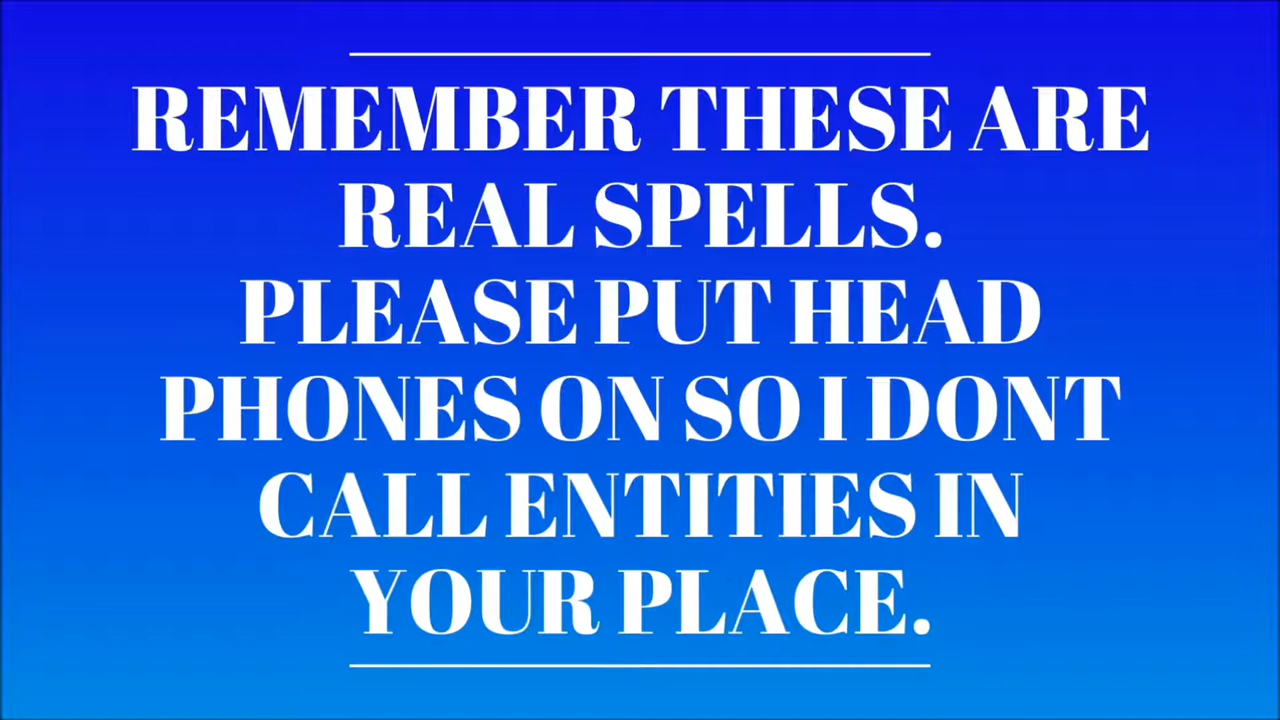 REMEMBER THESE ARE
REAL SPELLS.
PLEASE PUT HEAD
PHONES ON SO I DONT
CALL ENTITIES IN
YOUR PLACE.